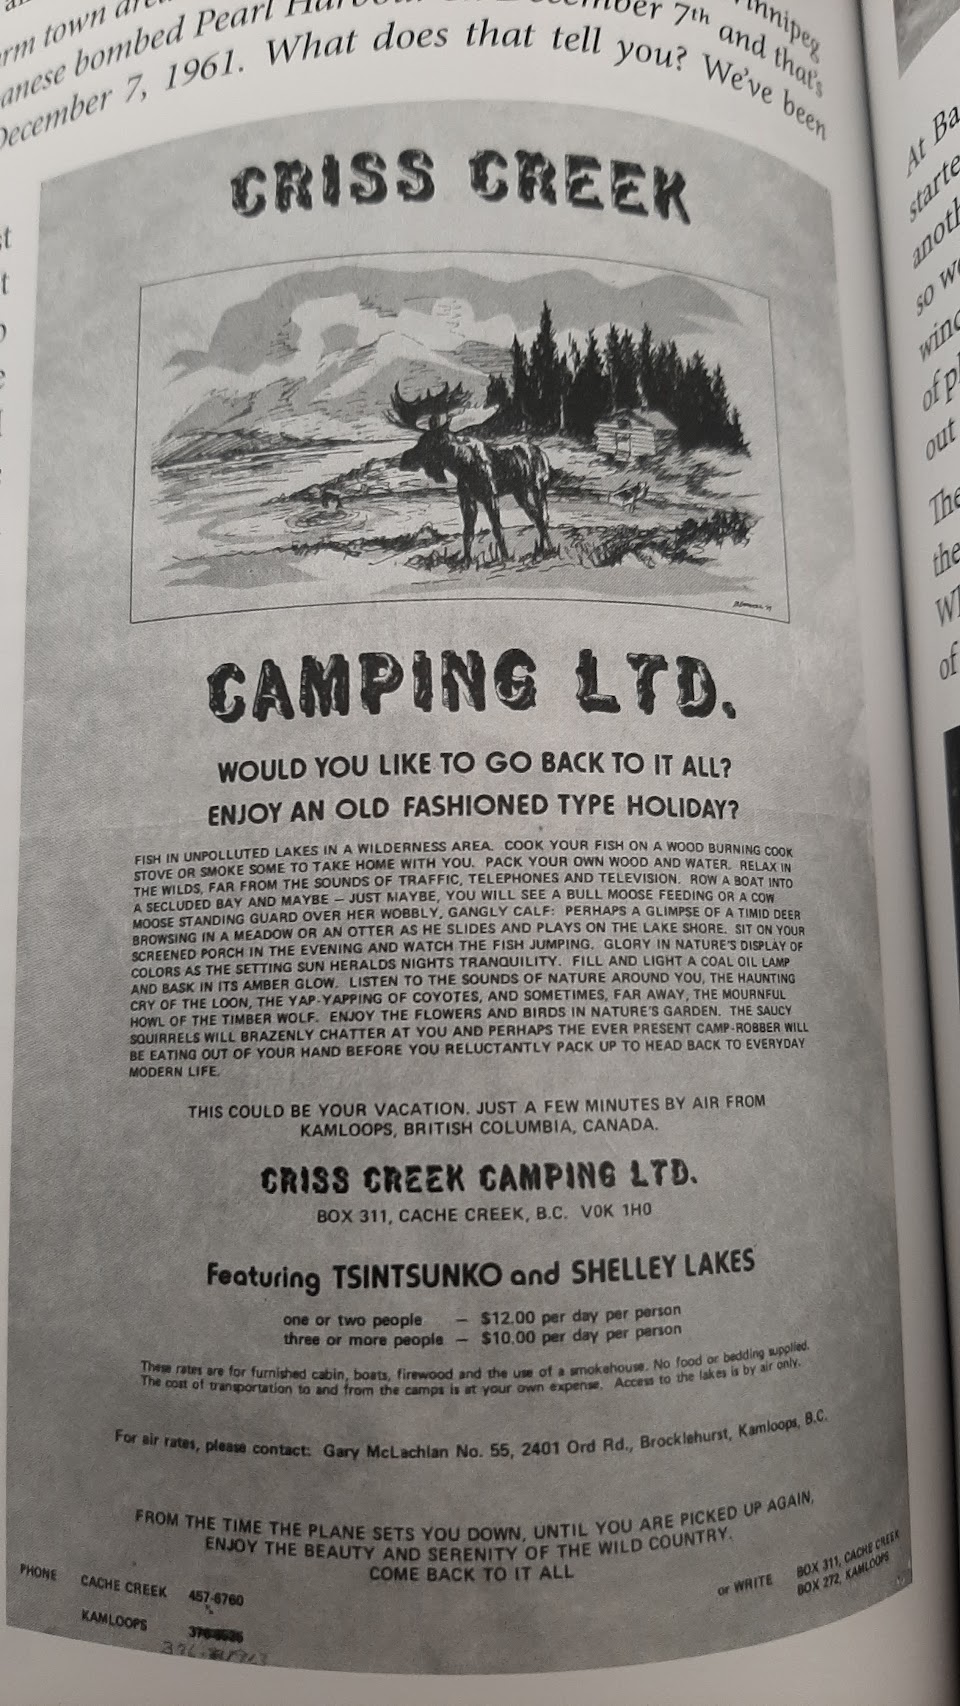 rm town
anese bombed Pearl 7th and that's
December 7, 1961. What does that tell you? We've been
CRISS CREEK
CAMPING LTD.
WOULD YOU LIKE TO GO BACK TO IT ALL?
ENJOY AN OLD FASHIONED TYPE HOLIDAY?
FISH IN UNPOLLUTED LAKES IN A WILDERNESS AREA. COOK YOUR FISH ON A WOOD BURNING COOK
STOVE OR SMOKE SOME TO TAKE HOME WITH YOU. PACK YOUR OWN WOOD AND WATER. RELAX IN
THE WILDS, FAR FROM THE SOUNDS OF TRAFFIC, TELEPHONES AND TELEVISION. ROW A BOAT INTO
A SECLUDED BAY AND MAYBE – JUST MAYBE, YOU WILL SEE A BULL MOOSE FEEDING OR A COW
MOOSE STANDING GUARD OVER HER WOBBLY, GANGLY CALF: PERHAPS A GLIMPSE OF A TIMID DEER
BROWSING IN A MEADOW OR AN OTTER AS HE SLIDES AND PLAYS ON THE LAKE SHORE. SIT ON YOUR
SCREENED PORCH IN THE EVENING AND WATCH THE FISH JUMPING. GLORY IN NATURE'S DISPLAY OF
COLORS AS THE SETTING SUN HERALDS NIGHTS TRANQUILITY. FILL AND LIGHT A COAL OIL LAMP
AND BASK IN ITS AMBER GLOW. LISTEN TO THE SOUNDS OF NATURE AROUND YOU, THE HAUNTING
CRY OF THE LOON, THE YAP-YAPPING OF COYOTES, AND SOMETIMES, FAR AWAY, THE MOURNFUL
HOWL OF THE TIMBER WOLF. ENJOY THE FLOWERS AND BIRDS IN NATURE'S GARDEN. THE SAUCY
SQUIRRELS WILL BRAZENLY CHATTER AT YOU AND PERHAPS THE EVER PRESENT CAMP-ROBBER WILL
BE EATING OUT OF YOUR HAND BEFORE YOU RELUCTANTLY PACK UP TO HEAD BACK TO EVERYDAY
MODERN LIFE.
THIS COULD BE YOUR VACATION. JUST A FEW MINUTES BY AIR FROM
KAMLOOPS, BRITISH COLUMBIA, CANADA.
CRISS CREEK CAMPING LTD.
BOX 311, CACHE CREEK, B.C. V0K 1H0
Featuring TSINTSUNKO and SHELLEY LAKES
one or two people – $12.00 per day per person
three or more people – $10.00 per day per person
These rates are for furnished cabin, boats, firewood and the use of a smokehouse. No food or bedding supplied.
The cost of transportation to and from the camps is at your own expense. Access to the lakes is by air only.
For air rates, please contact: Gary McLachlan No. 55, 2401 Ord Rd., Brocklehurst, Kamloops, B.C.
FROM THE TIME THE PLANE SETS YOU DOWN, UNTIL YOU ARE PICKED UP AGAIN,
ENJOY THE BEAUTY AND SERENITY OF THE WILD COUNTRY.
COME BACK TO IT ALL
PHONE CACHE CREEK 457-6760
KAMLOOPS
or WRITE BOX 311, CACHE CREEK
BOX 272, KAMLOOPS
At Ba
starte
anoth
so we
wind
of pl
out
The
the
Wh
of